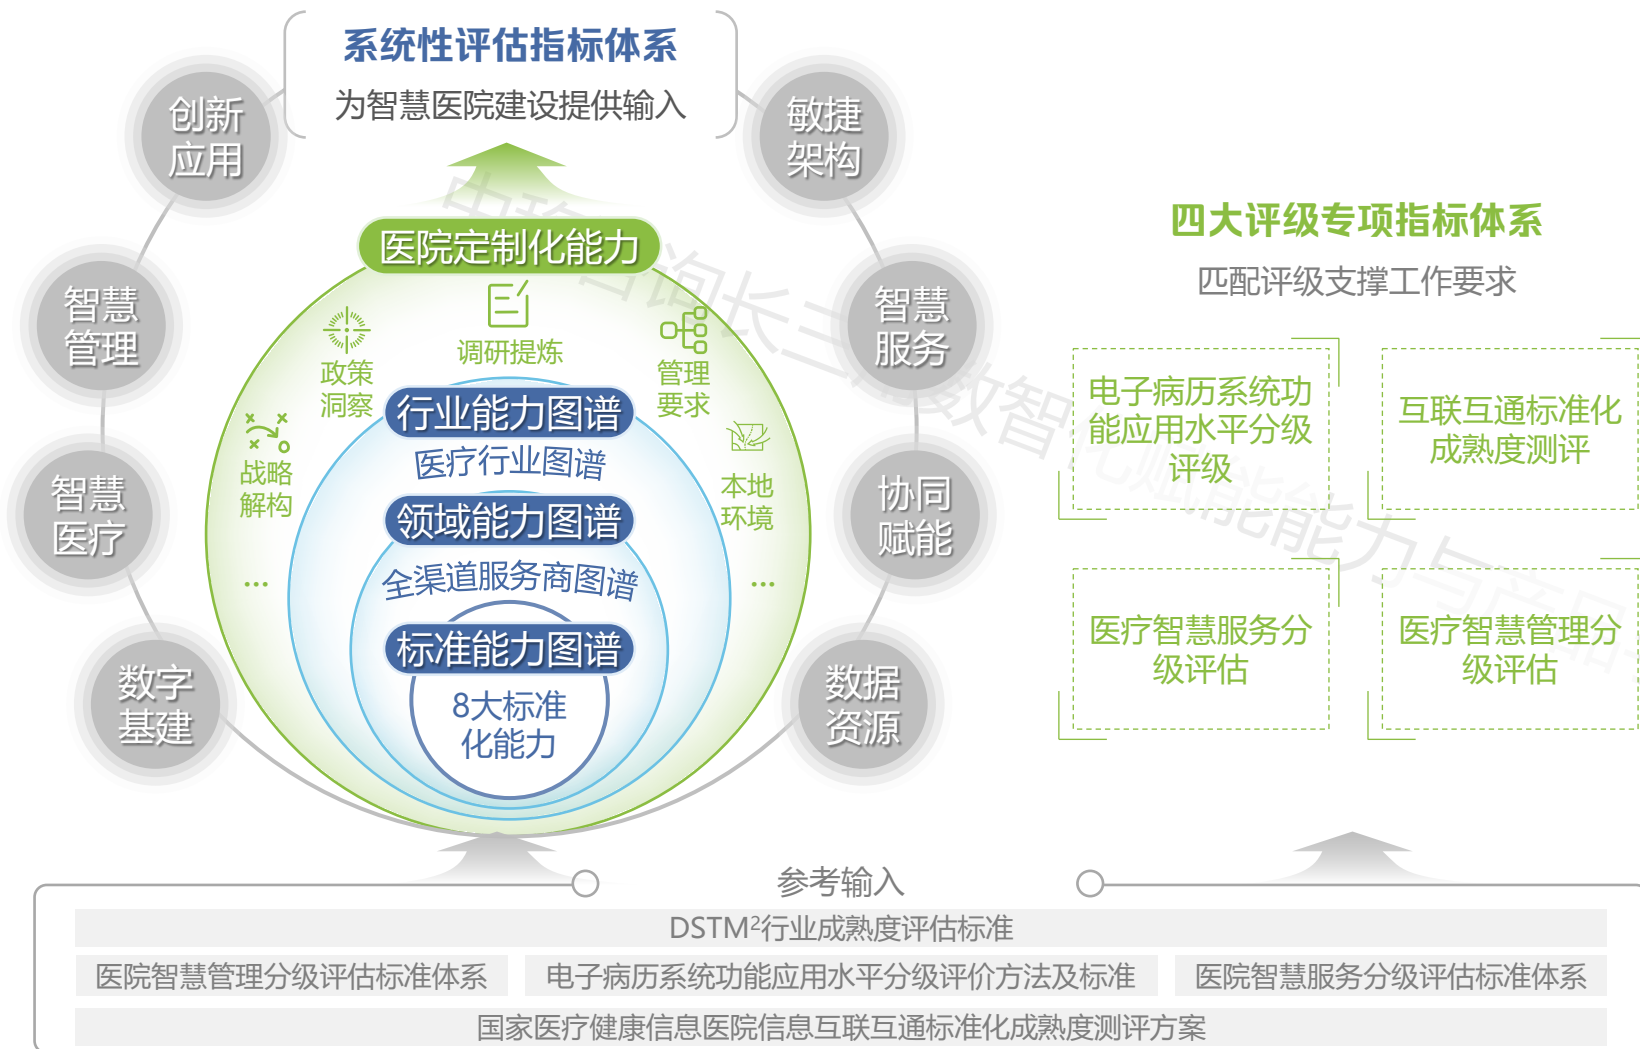 系统性评估指标体系
为智慧医院建设提供输入
创新
应用
智慧
管理
智慧
医疗
数字
基建
敏捷
架构
智慧
服务
协同
赋能
数据
资源
医院定制化能力
调研提炼
政策
洞察
管理
要求
战略
解构
本地
环境
...
...
行业能力图谱
医疗行业图谱
领域能力图谱
全渠道服务商图谱
标准能力图谱
8大标准
化能力
四大评级专项指标体系
匹配评级支撑工作要求
电子病历系统功
能应用水平分级
评级
互联互通标准化
成熟度测评
医疗智慧服务分
级评估
医疗智慧管理分
级评估
参考输入
DSTM²行业成熟度评估标准
医院智慧管理分级评估标准体系
电子病历系统功能应用水平分级评价方法及标准
医院智慧服务分级评估标准体系
国家医疗健康信息医院信息互联互通标准化成熟度测评方案